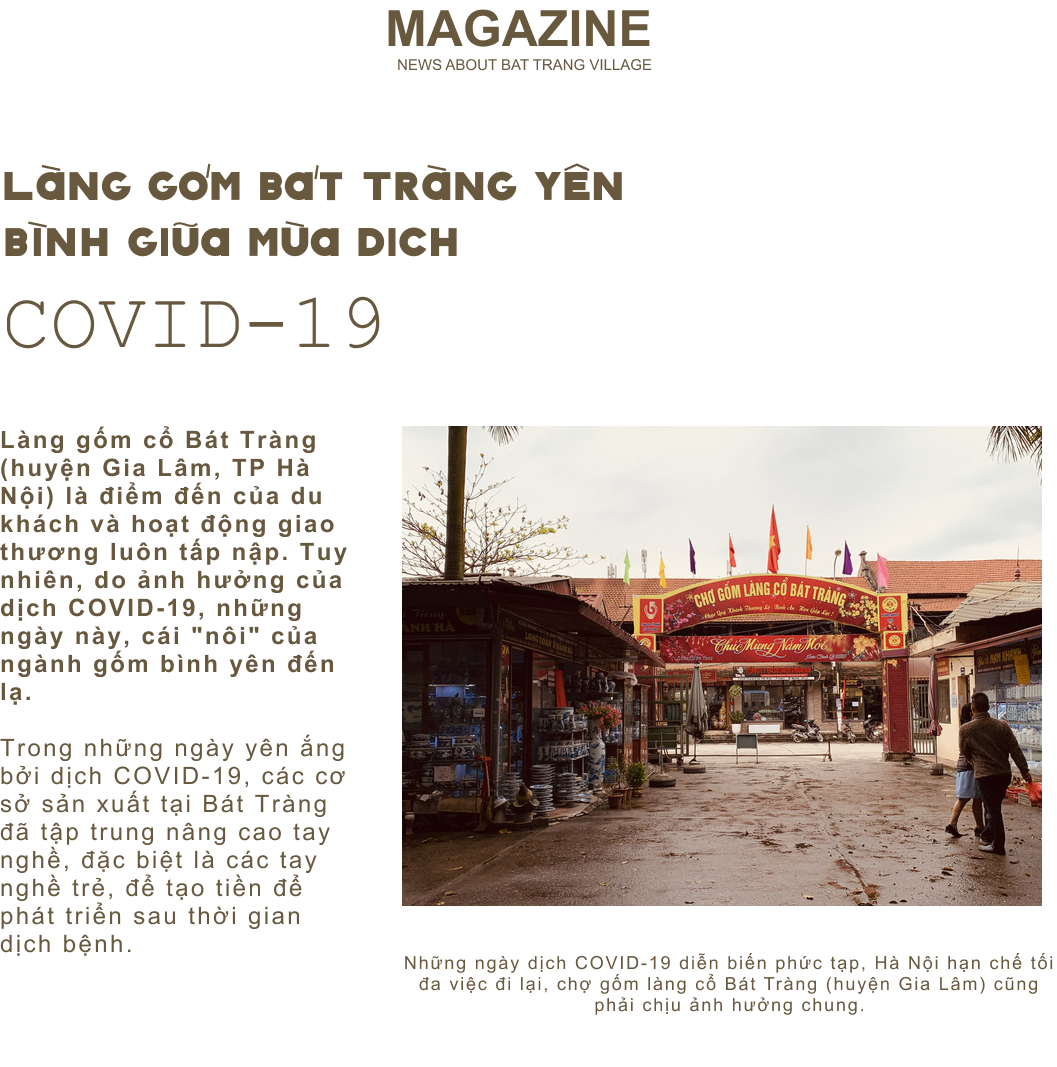 MAGAZINE
NEWS ABOUT BAT TRANG VILLAGE
LÀNG GỐM BÁT TRÀNG YÊN
BÌNH GIỮA MÙA DICH
COVID-19
Làng gốm cổ Bát Tràng
(huyện Gia Lâm, TP Hà
Nội) là điểm đến của du
khách và hoạt động giao
thương luôn tấp nập. Tuy
nhiên, do ảnh hưởng của
dịch COVID-19, những
ngày này, cái "nôi" của
ngành gốm bình yên đến
lạ.
Trong những ngày yên ắng
bởi dịch COVID-19, các cơ
sở sản xuất tại Bát Tràng
đã tập trung nâng cao tay
nghề, đặc biệt là các tay
nghề trẻ, để tạo tiền để
phát triển sau thời gian
dịch bệnh.
CHỢ GỐM LÀNG CỔ BÁT TRÀNG
Chúc Mừng Năm Mới
Những ngày dịch COVID-19 diễn biến phức tạp, Hà Nội hạn chế tối
đa việc đi lại, chợ gốm làng cổ Bát Tràng (huyện Gia Lâm) cũng
phải chịu ảnh hưởng chung.